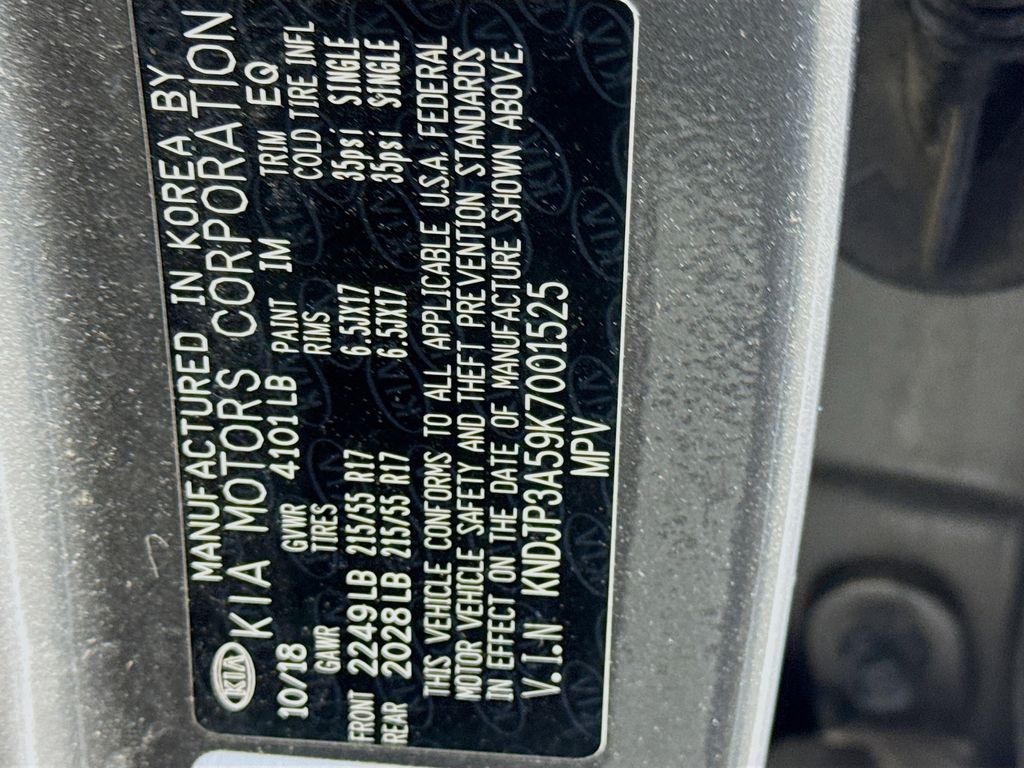 MANUFACTURED IN KOREA BY
KIA KIA MOTORS CORPORATION
10/18 GVWR 4101LB PAINT IM TRIM EQ
GAWR TIRES RIMS COLD TIRE INFL
FRONT 2249LB 215/55 R17 6.5JX17 35psi SINGLE
REAR 2028LB 215/55 R17 6.5JX17 35psi SINGLE
THIS VEHICLE CONFORMS TO ALL APPLICABLE U.S.A. FEDERAL
MOTOR VEHICLE SAFETY AND THEFT PREVENTION STANDARDS
IN EFFECT ON THE DATE OF MANUFACTURE SHOWN ABOVE.
V.I.N KNDJP3A59K7001525
MPV